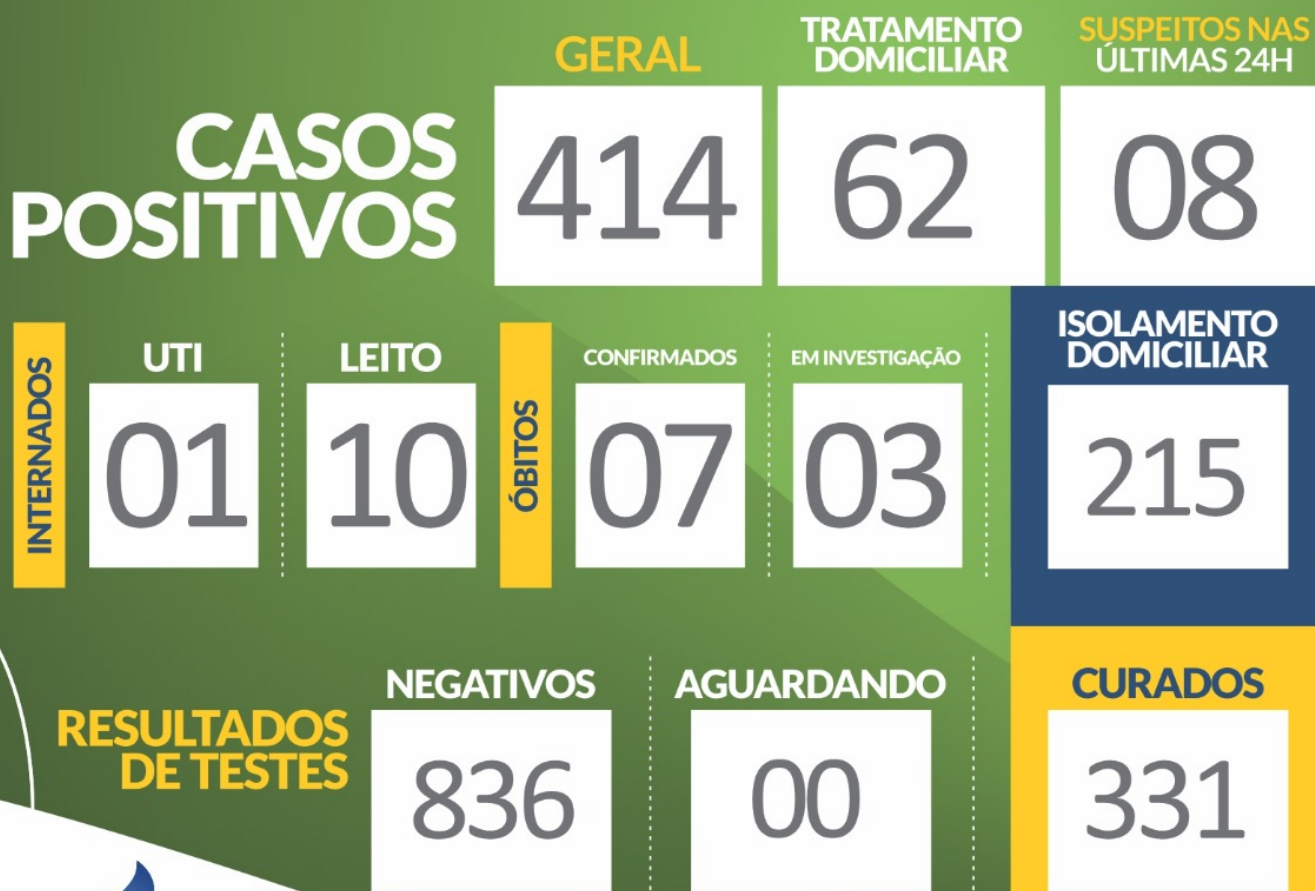 GERAL
TRATAMENTO
DOMICILIAR
SUSPEITOS NAS
ÚLTIMAS 24H
CASOS
POSITIVOS
414
62
08
INTERNADOS
UTI
01
LEITO
10
ÓBITOS
CONFIRMADOS
07
EM INVESTIGAÇÃO
03
ISOLAMENTO
DOMICILIAR
215
RESULTADOS
DE TESTES
NEGATIVOS
836
AGUARDANDO
00
CURADOS
331